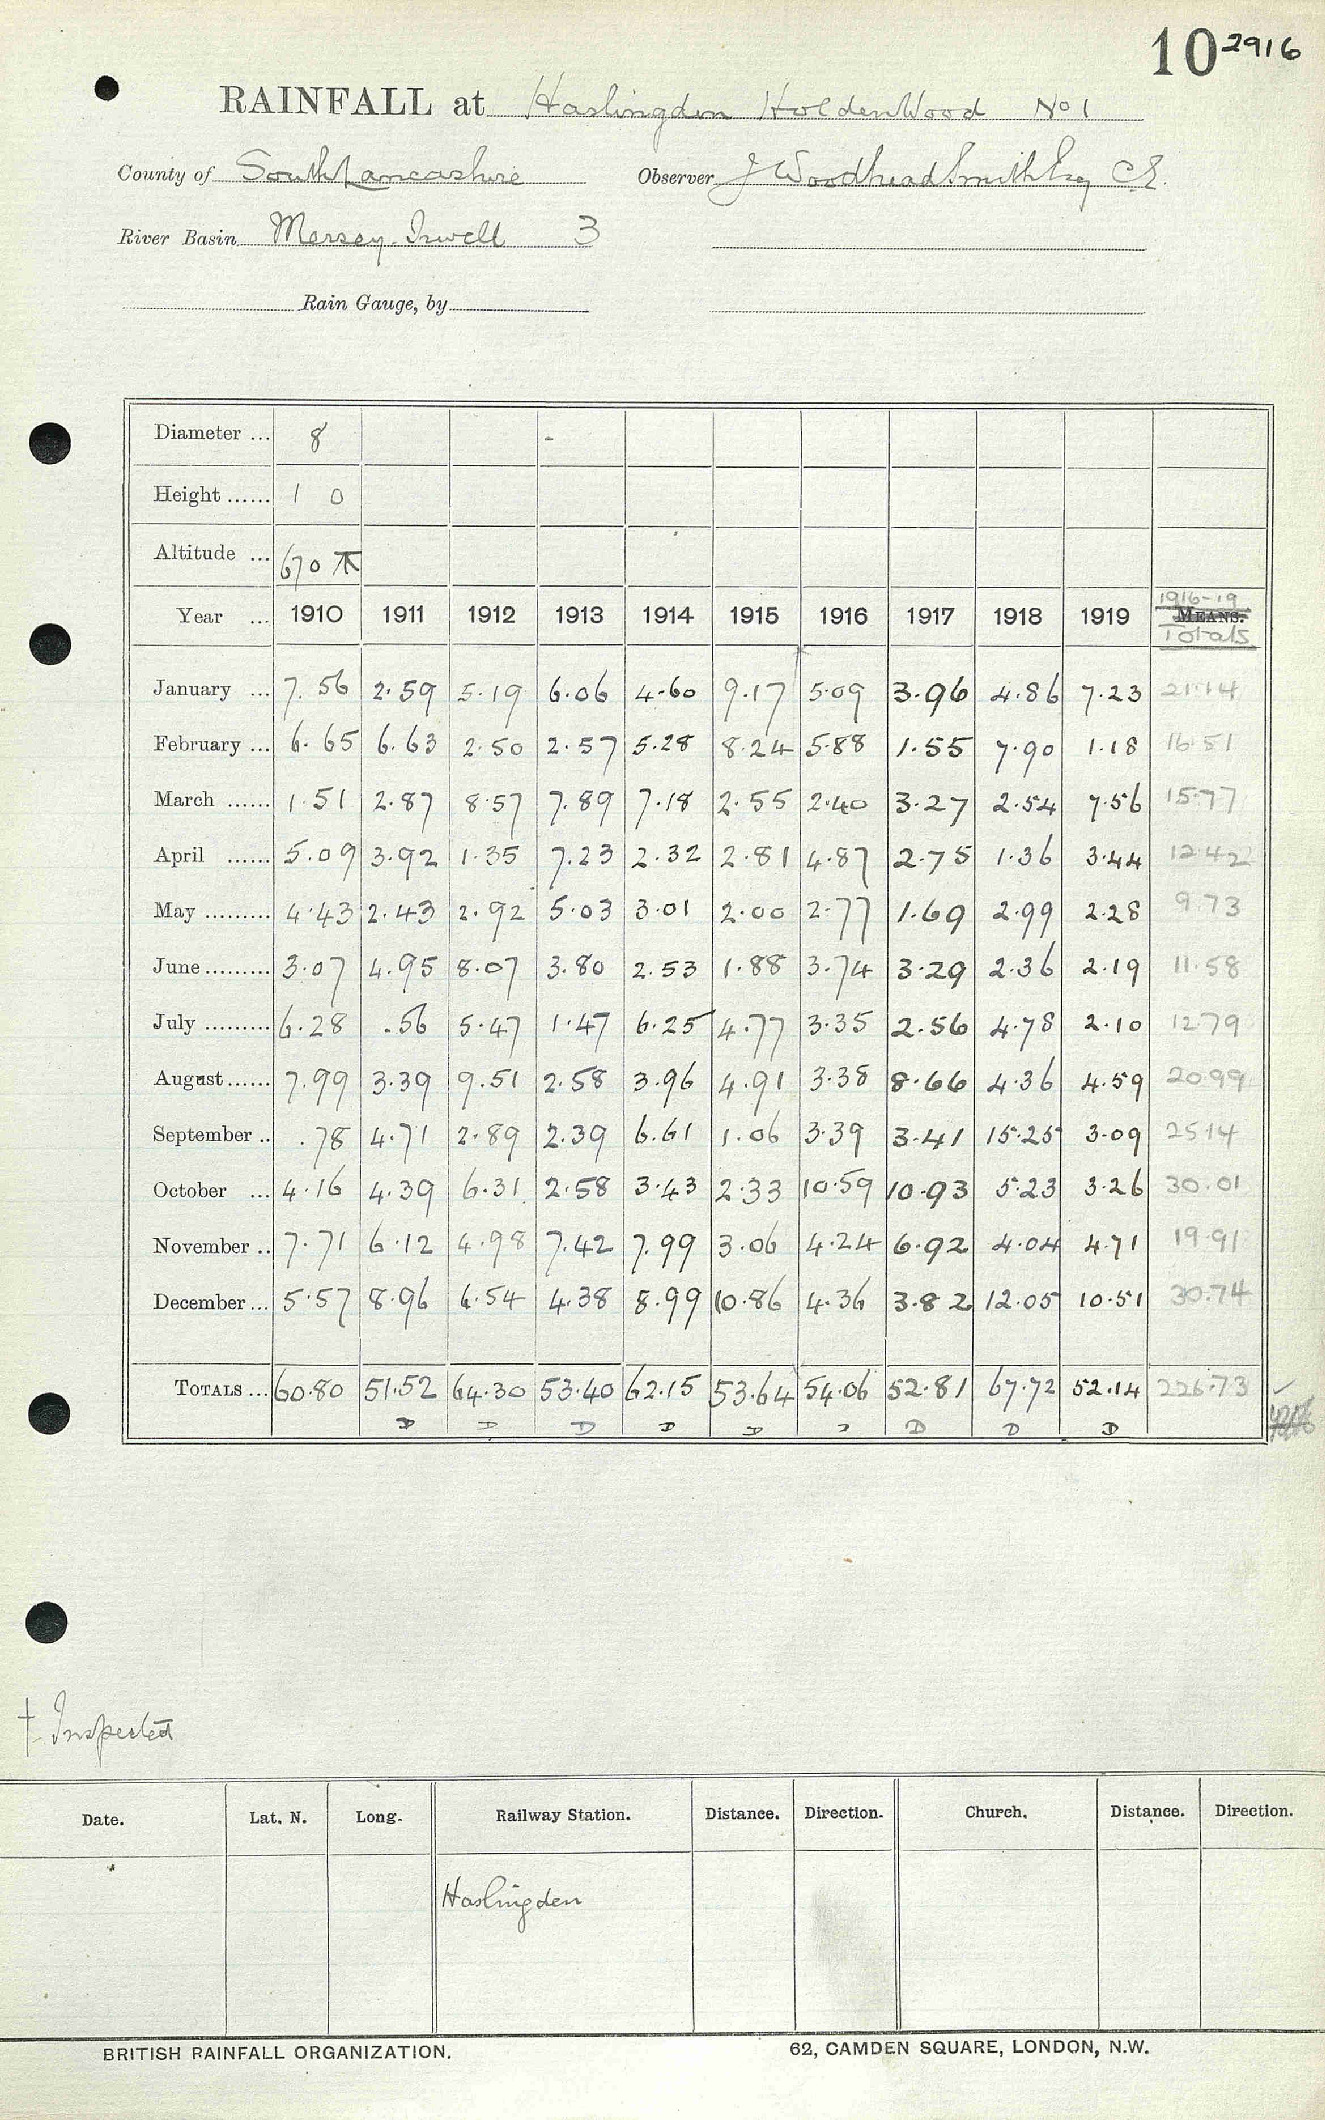 10 2916
RAINFALL at Haslingden Holden Wood No 1
County of South Lancashire Observer J Woodhead Smith Esq C.E.
River Basin Mersey. Irwell 3
Rain Gauge, by
Diameter ... 8
Height ...... 1 0
Altitude ... 670
Year ... 1910 1911 1912 1913 1914 1915 1916 1917 1918 1919 1916-19 MEANS. Totals
January ... 7.56 2.59 5.19 6.06 4.60 9.17 5.09 3.96 4.86 7.23 21.14
February ... 6.65 6.63 2.50 2.57 5.28 8.24 5.88 1.55 7.90 1.18 16.51
March ...... 1.51 2.87 8.57 7.89 7.18 2.55 2.40 3.27 2.54 7.56 15.77
April ...... 5.09 3.92 1.35 7.23 2.32 2.81 4.87 2.75 1.36 3.44 12.42
May ......... 4.43 2.43 2.92 5.03 3.01 2.00 2.77 1.69 2.99 2.28 9.73
June ......... 3.07 4.95 8.07 3.80 2.53 1.88 3.74 3.29 2.36 2.19 11.58
July ......... 6.28 .56 5.47 1.47 6.25 4.77 3.35 2.56 4.78 2.10 12.79
August ...... 7.99 3.39 9.51 2.58 3.96 4.91 3.38 8.66 4.36 4.59 20.99
September .. .78 4.71 2.89 2.39 6.61 1.06 3.39 3.41 15.25 3.09 25.14
October ... 4.16 4.39 6.31 2.58 3.43 2.33 10.59 10.93 5.23 3.26 30.01
November .. 7.71 6.12 4.98 7.42 7.99 3.06 4.24 6.92 4.04 4.71 19.91
December ... 5.57 8.96 6.54 4.38 8.99 10.86 4.36 3.82 12.05 10.51 30.74
TOTALS ... 60.80 51.52 64.30 53.40 62.15 53.64 54.06 52.81 67.72 52.14 226.73
D D D D D D D D D
† Inspected
Date. Lat. N. Long. Railway Station. Distance. Direction. Church. Distance. Direction.
Haslingden
BRITISH RAINFALL ORGANIZATION. 62, CAMDEN SQUARE, LONDON, N.W.